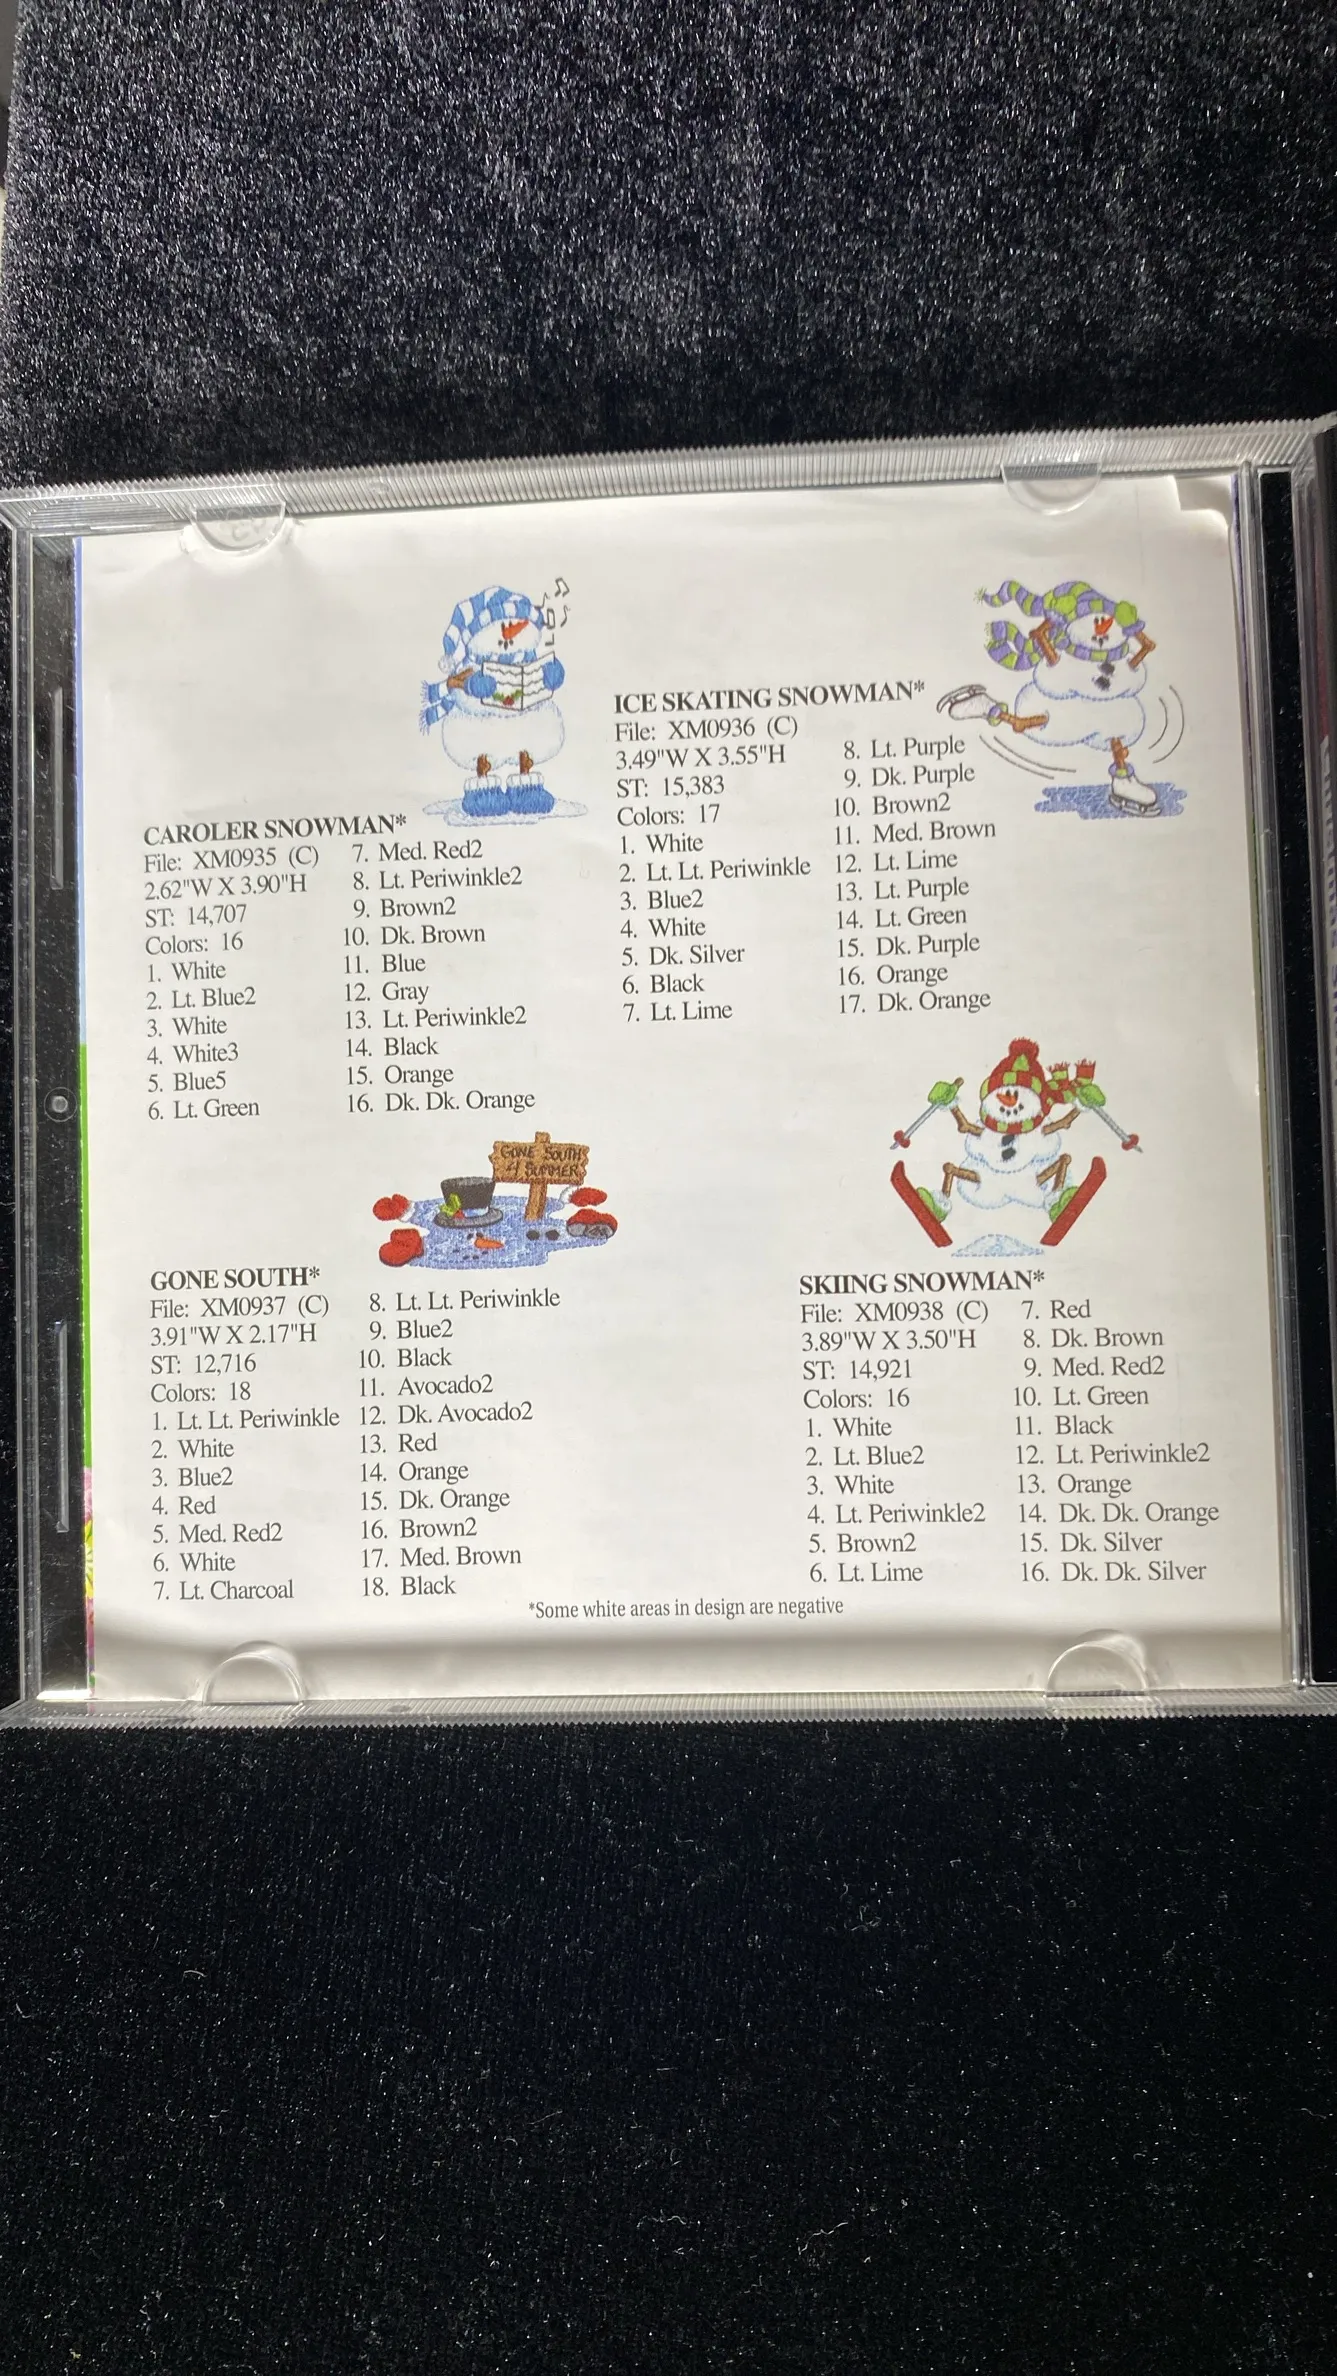 CAROLER SNOWMAN*
File: XM0935 (C)
2.62"W X 3.90"H
ST: 14,707
Colors: 16
1. White
2. Lt. Blue2
3. White
4. White3
5. Blue5
6. Lt. Green
7. Med. Red2
8. Lt. Periwinkle2
9. Brown2
10. Dk. Brown
11. Blue
12. Gray
13. Lt. Periwinkle2
14. Black
15. Orange
16. Dk. Dk. Orange
ICE SKATING SNOWMAN*
File: XM0936 (C)
3.49"W X 3.55"H
ST: 15,383
Colors: 17
1. White
2. Lt. Lt. Periwinkle
3. Blue2
4. White
5. Dk. Silver
6. Black
7. Lt. Lime
8. Lt. Purple
9. Dk. Purple
10. Brown2
11. Med. Brown
12. Lt. Lime
13. Lt. Purple
14. Lt. Green
15. Dk. Purple
16. Orange
17. Dk. Orange
GONE SOUTH
4 SUMMER
GONE SOUTH*
File: XM0937 (C)
3.91"W X 2.17"H
ST: 12,716
Colors: 18
1. Lt. Lt. Periwinkle
2. White
3. Blue2
4. Red
5. Med. Red2
6. White
7. Lt. Charcoal
8. Lt. Lt. Periwinkle
9. Blue2
10. Black
11. Avocado2
12. Dk. Avocado2
13. Red
14. Orange
15. Dk. Orange
16. Brown2
17. Med. Brown
18. Black
SKIING SNOWMAN*
File: XM0938 (C)
3.89"W X 3.50"H
ST: 14,921
Colors: 16
1. White
2. Lt. Blue2
3. White
4. Lt. Periwinkle2
5. Brown2
6. Lt. Lime
7. Red
8. Dk. Brown
9. Med. Red2
10. Lt. Green
11. Black
12. Lt. Periwinkle2
13. Orange
14. Dk. Dk. Orange
15. Dk. Silver
16. Dk. Dk. Silver
*Some white areas in design are negative